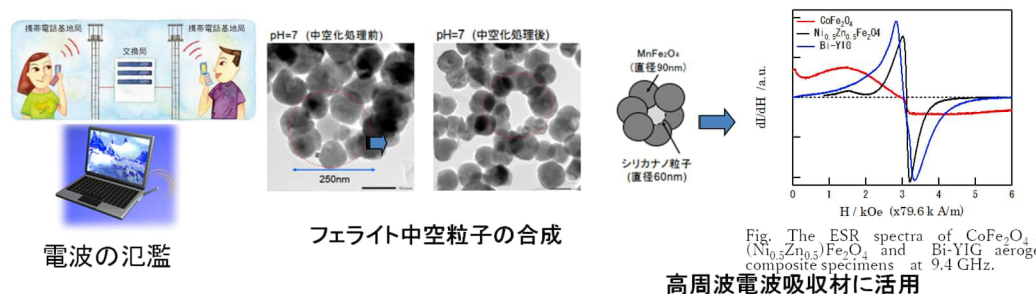 携帯電話基地局
携帯電話基地局
交換局
電波の氾濫
pH=7 (中空化処理前)
pH=7 (中空化処理後)
250nm
フェライト中空粒子の合成
MnFe₂O₄
(直径90nm)
シリカナノ粒子
(直径60nm)
CoFe₂O₄
Ni₀.₅Zn₀.₅Fe₂O4
Bi-YIG
dI/dH /a.u.
0 1 2 3 4 5 6
H / kOe (x79.6 k A/m)
Fig. The ESR spectra of CoFe₂O₄
(Ni₀.₅Zn₀.₅)Fe₂O₄ and Bi-YIG aeroge
composite specimens at 9.4 GHz.
高周波電波吸収材に活用